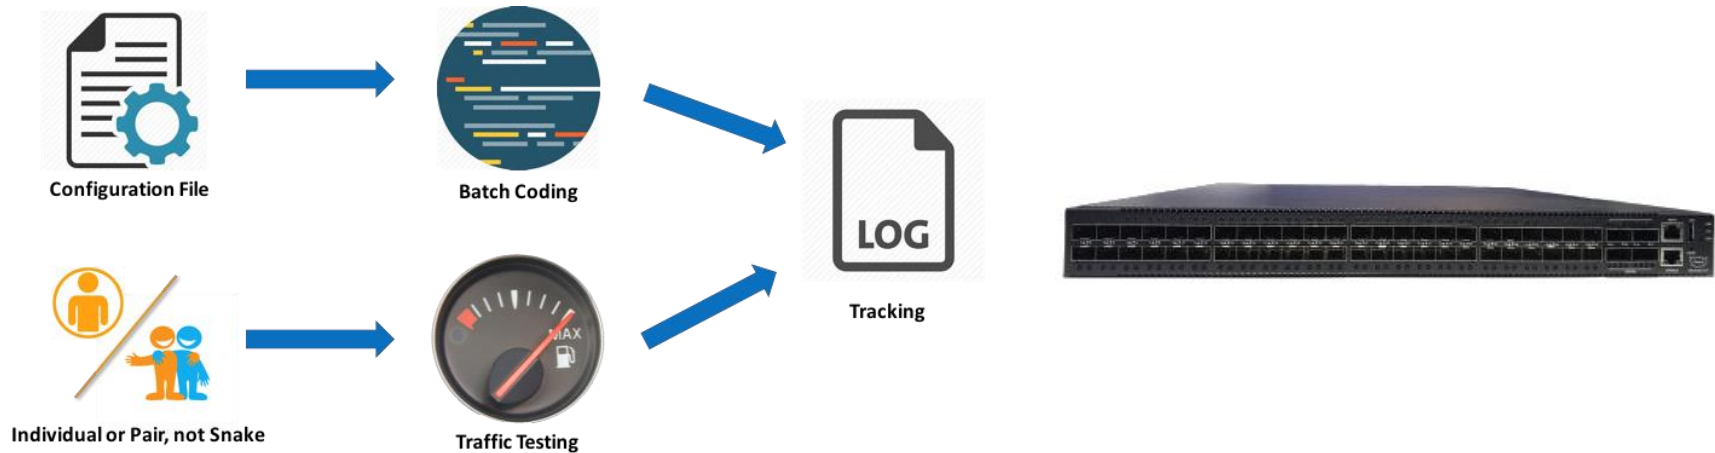 Configuration File
Batch Coding
LOG
Tracking
Individual or Pair, not Snake
MAX
Traffic Testing